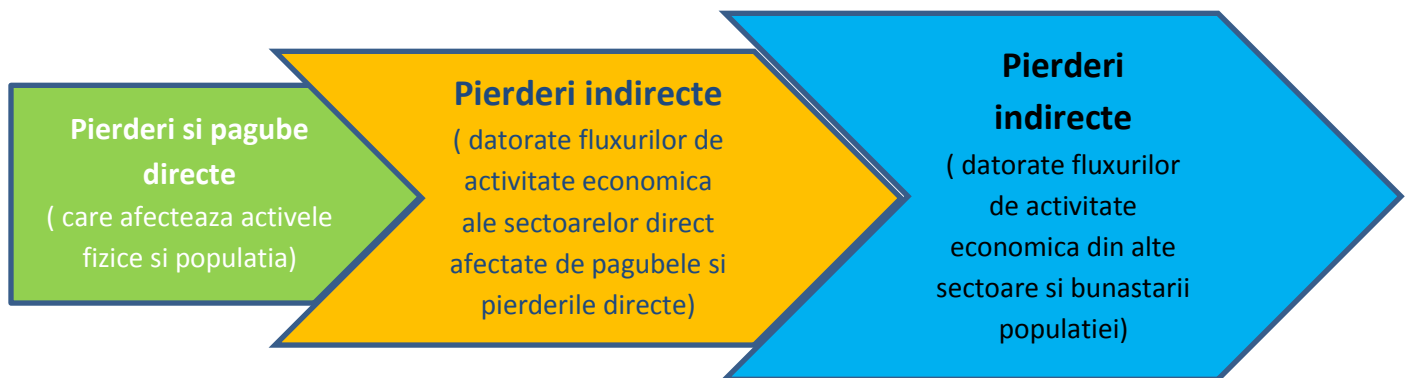 Pierderi si pagube
directe
( care afecteaza activele
fizice si populatia)
Pierderi indirecte
( datorate fluxurilor de
activitate economica
ale sectoarelor direct
afectate de pagubele si
pierderile directe)
Pierderi
indirecte
( datorate fluxurilor
de activitate
economica din alte
sectoare si bunastarii
populatiei)